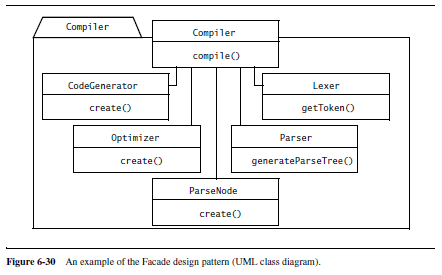 Compiler
Compiler
compile()
CodeGenerator
create()
Lexer
getToken()
Optimizer
create()
Parser
generateParseTree()
ParseNode
create()
Figure 6-30 An example of the Facade design pattern (UML class diagram).